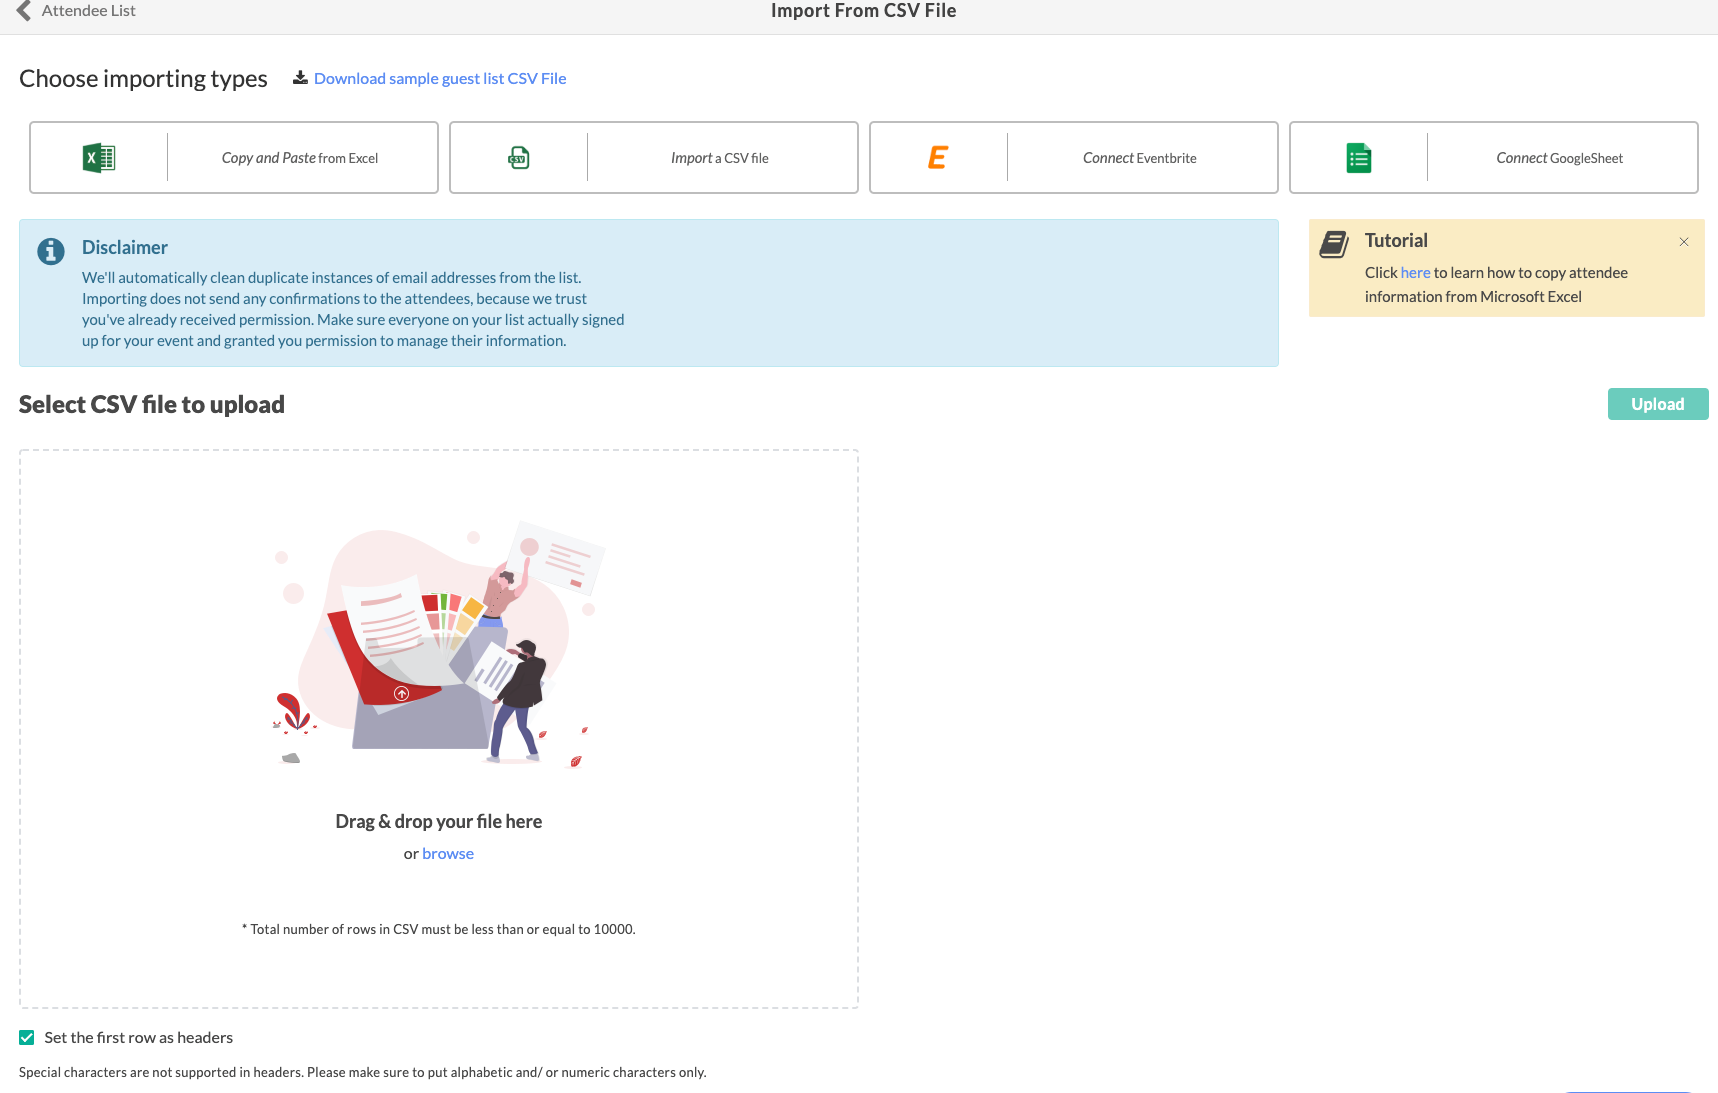 Attendee List
Import From CSV File
Choose importing types
Download sample guest list CSV File
X
Copy and Paste from Excel
CSV
Import a CSV file
E
Connect Eventbrite
Connect GoogleSheet
Disclaimer
We'll automatically clean duplicate instances of email addresses from the list.
Importing does not send any confirmations to the attendees, because we trust
you've already received permission. Make sure everyone on your list actually signed
up for your event and granted you permission to manage their information.
Tutorial
Click here to learn how to copy attendee
information from Microsoft Excel
Select CSV file to upload
Upload
Drag & drop your file here
or browse
* Total number of rows in CSV must be less than or equal to 10000.
Set the first row as headers
Special characters are not supported in headers. Please make sure to put alphabetic and/ or numeric characters only.